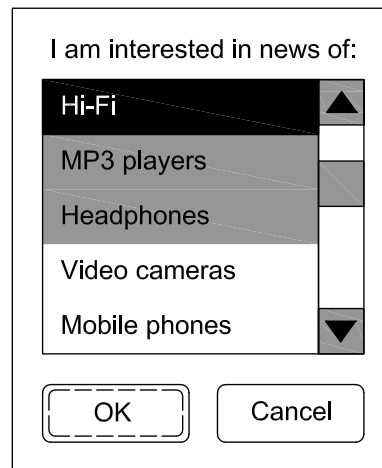 I am interested in news of:
Hi-Fi
MP3 players
Headphones
Video cameras
Mobile phones
OK
Cancel